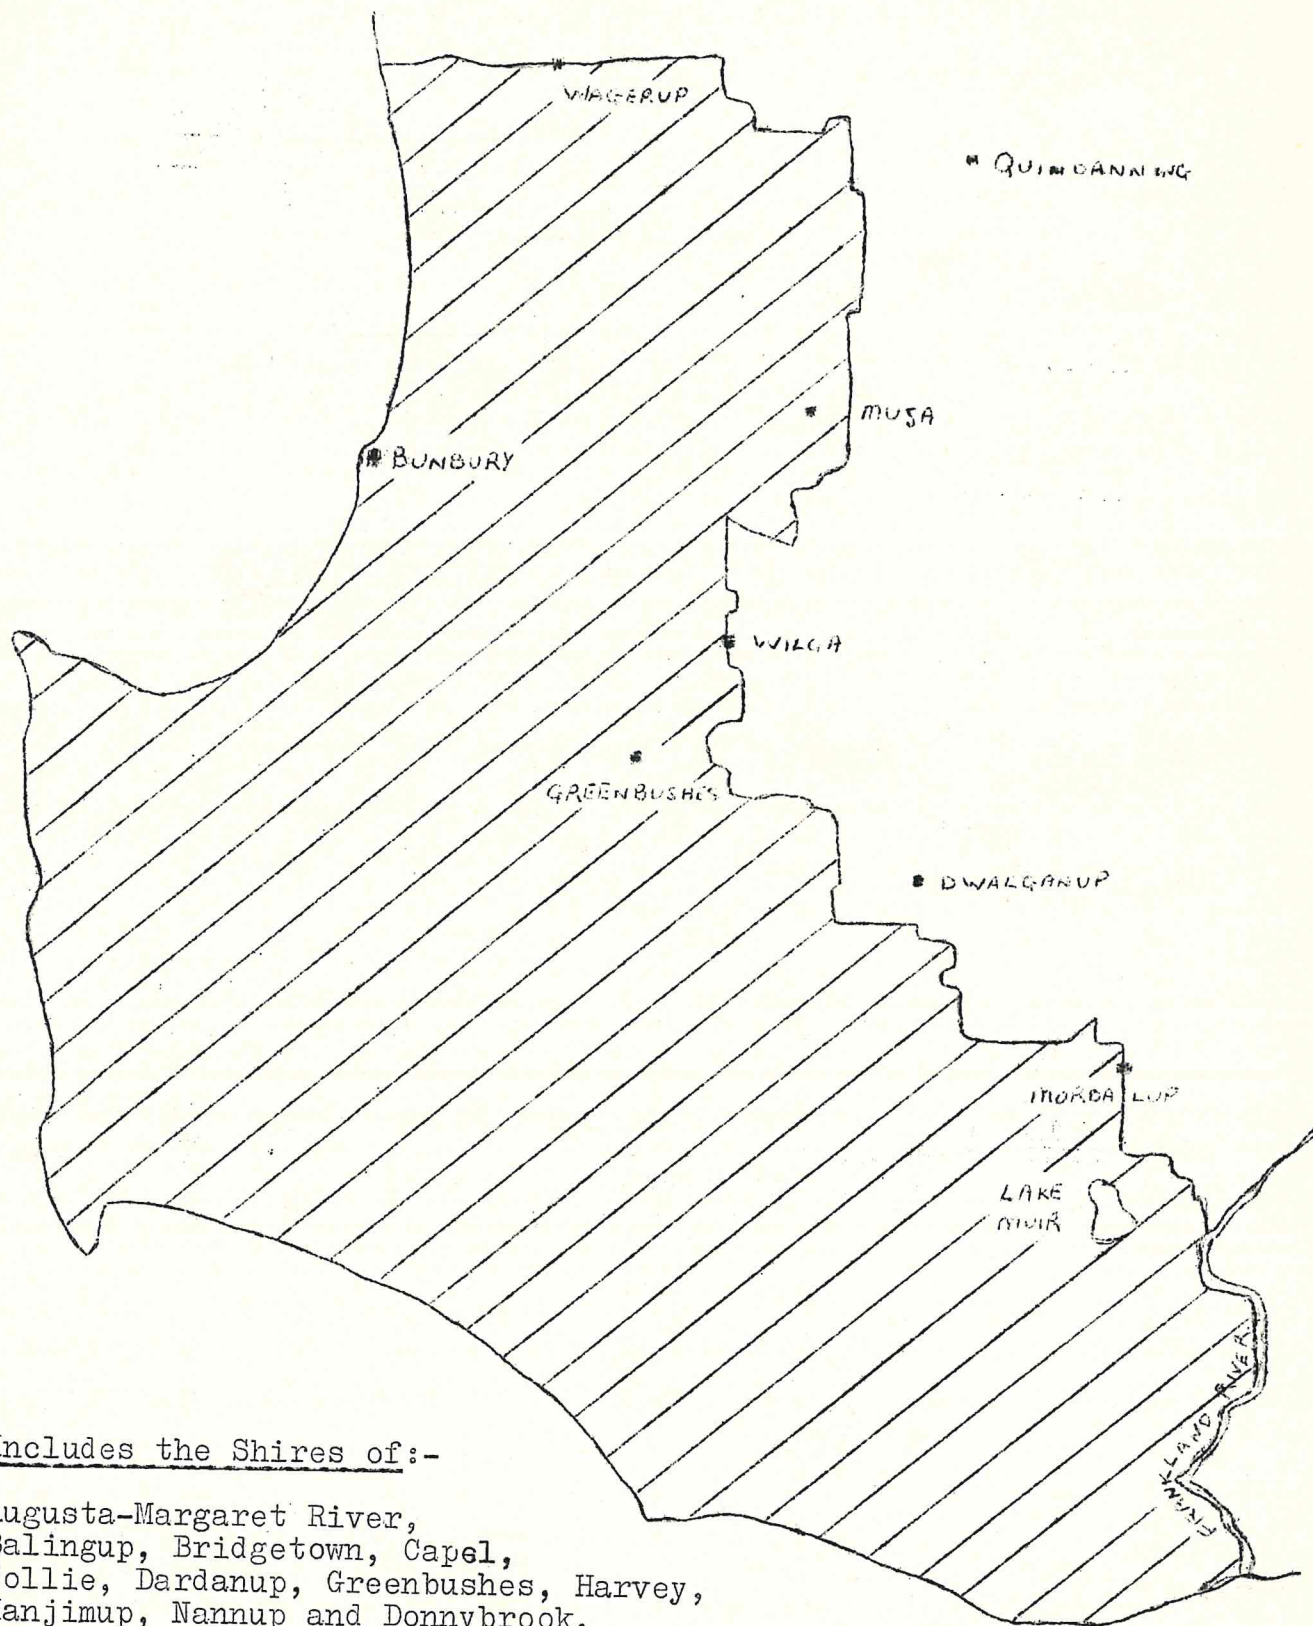 WAGERUP
QUINDANNING
MUJA
BUNBURY
WILGA
GREENBUSHES
DWALGANUP
MORDALUP
LAKE
MUIR
FRANKLAND RIVER
Includes the Shires of:-
Augusta-Margaret River,
Balingup, Bridgetown, Capel,
Collie, Dardanup, Greenbushes, Harvey,
Manjimup, Nannup and Donnybrook.